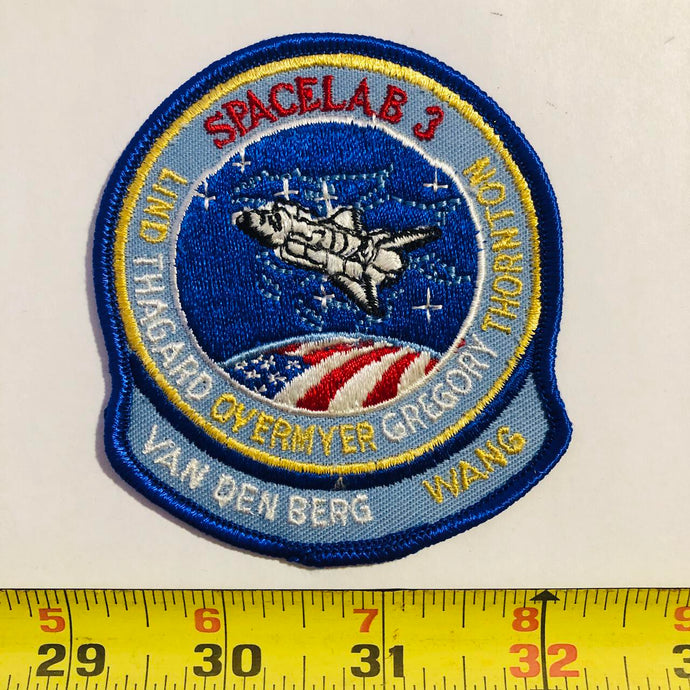 SPACELAB 3
LIND THAGARD OVERMYER GREGORY THORNTON
VAN DEN BERG WANG
5 6 7 8
29 30 31 32